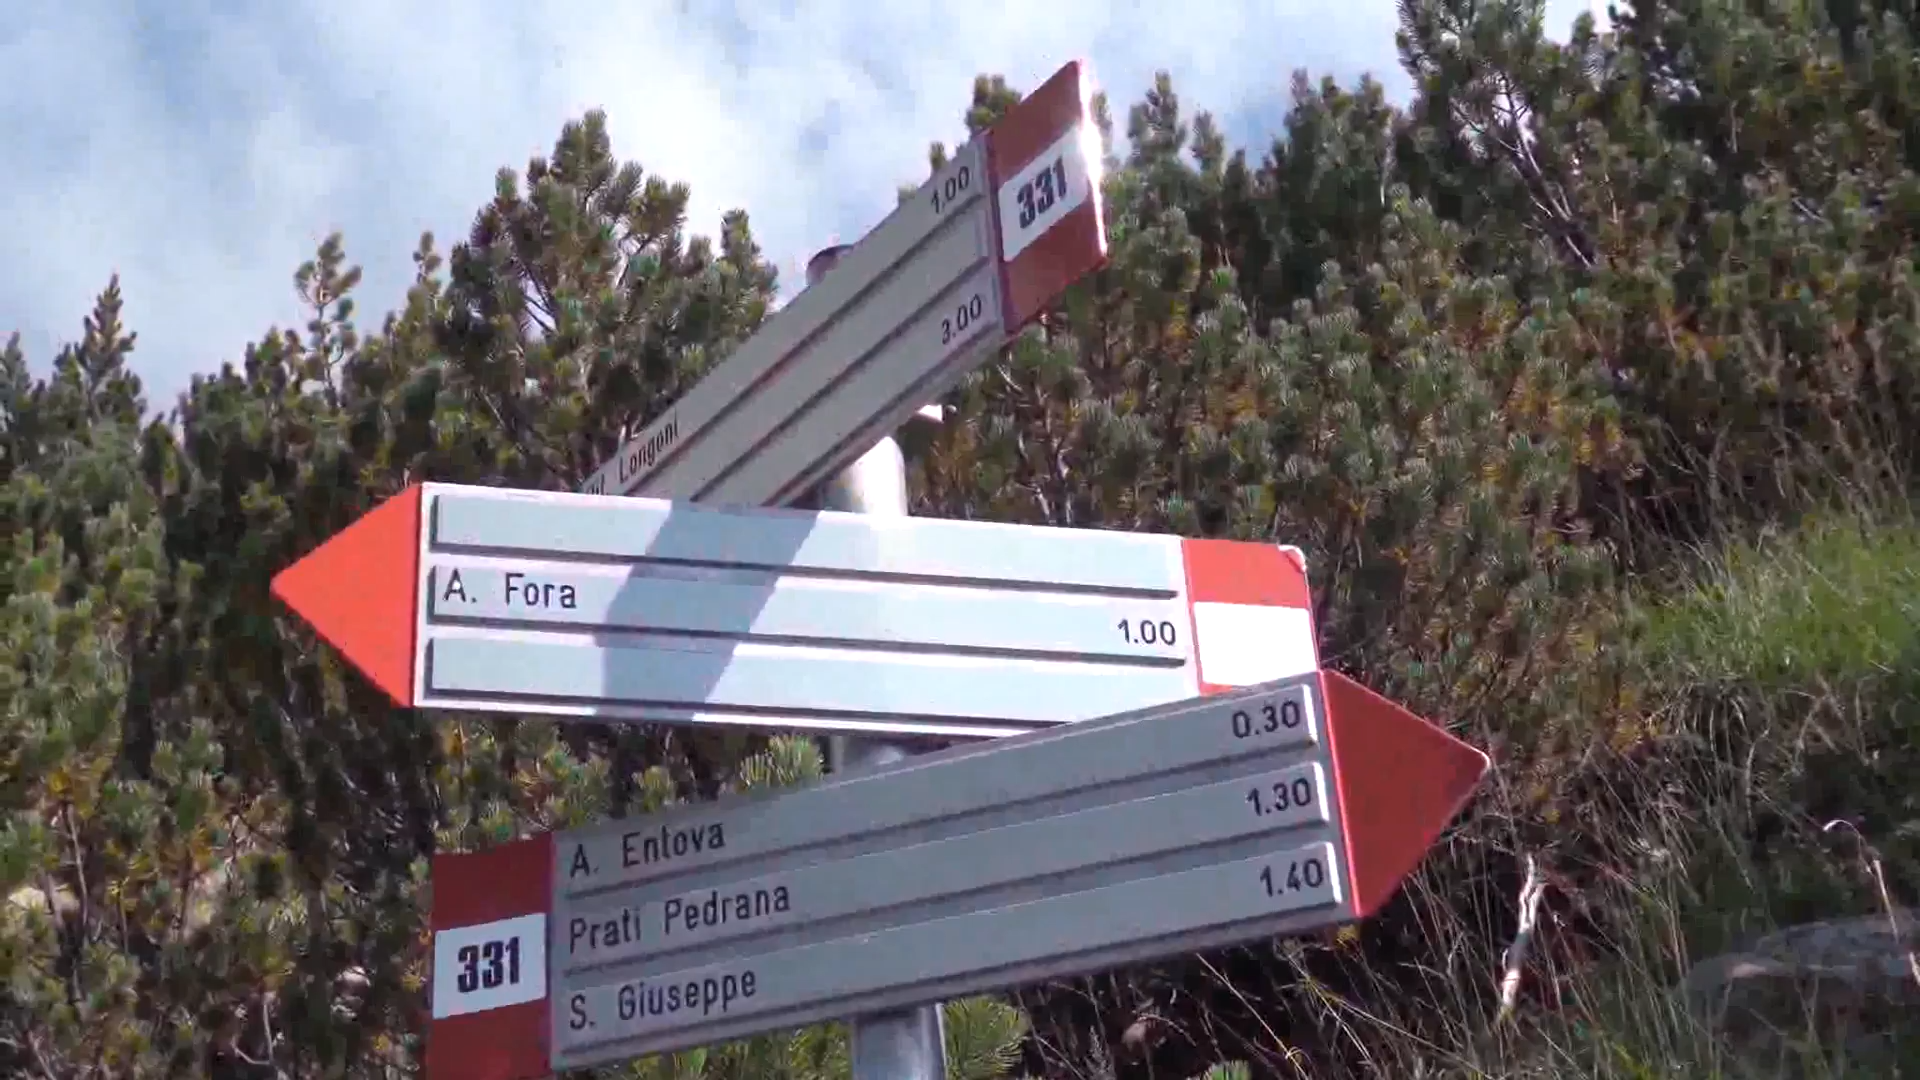 331
1.00
Longoni
3.00
A. Fora 1.00
A. Entova 0.30
Prati Pedrana 1.30
S. Giuseppe 1.40
331